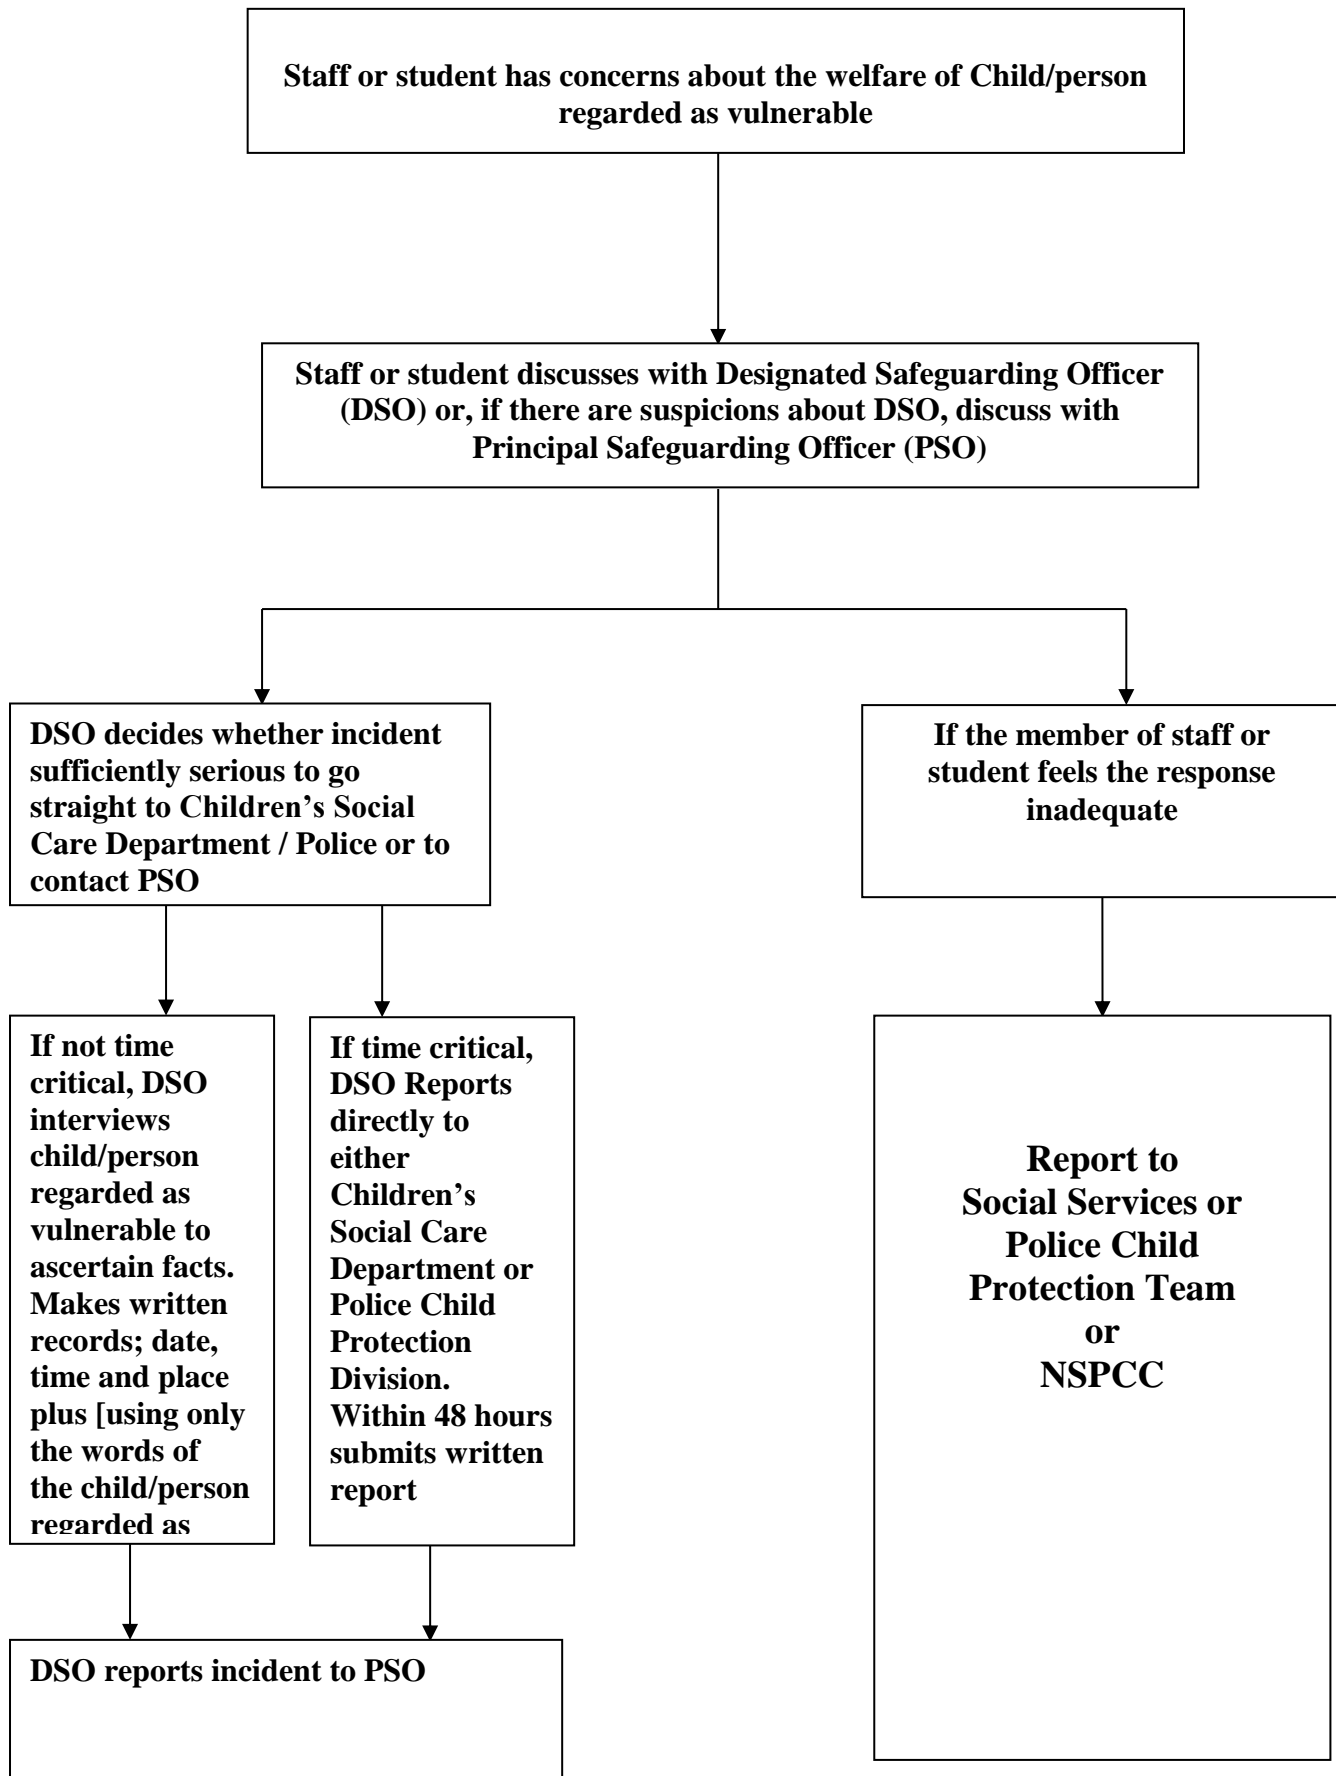 Staff or student has concerns about the welfare of Child/person
regarded as vulnerable
Staff or student discusses with Designated Safeguarding Officer
(DSO) or, if there are suspicions about DSO, discuss with
Principal Safeguarding Officer (PSO)
DSO decides whether incident
sufficiently serious to go
straight to Children’s Social
Care Department / Police or to
contact PSO
If the member of staff or
student feels the response
inadequate
If not time
critical, DSO
interviews
child/person
regarded as
vulnerable to
ascertain facts.
Makes written
records; date,
time and place
plus [using only
the words of
the child/person
regarded as
If time critical,
DSO Reports
directly to
either
Children’s
Social Care
Department or
Police Child
Protection
Division.
Within 48 hours
submits written
report
Report to
Social Services or
Police Child
Protection Team
or
NSPCC
DSO reports incident to PSO